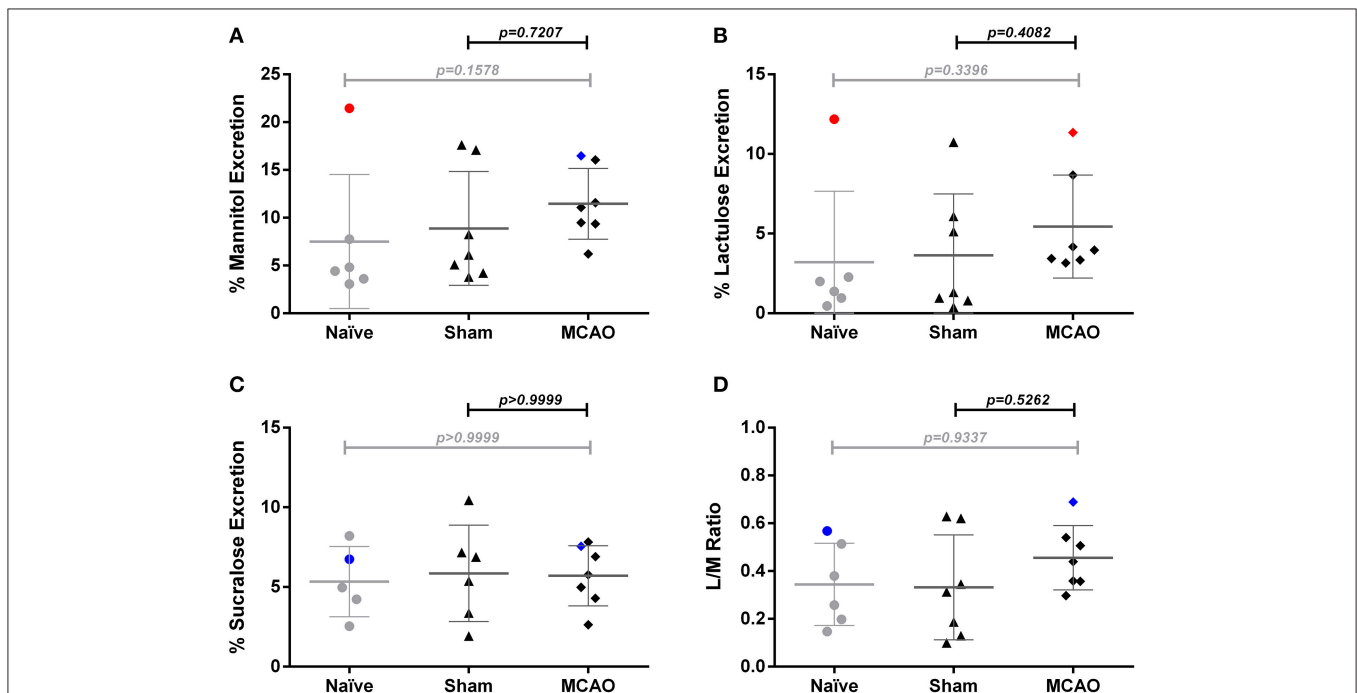 A
p=0.7207
p=0.1578
% Mannitol Excretion
25
20
15
10
5
0
Naïve Sham MCAO
B
p=0.4082
p=0.3396
% Lactulose Excretion
15
10
5
0
Naïve Sham MCAO
C
p>0.9999
p>0.9999
% Sucralose Excretion
15
10
5
0
Naïve Sham MCAO
D
p=0.5262
p=0.9337
L/M Ratio
1.0
0.8
0.6
0.4
0.2
0.0
Naïve Sham MCAO